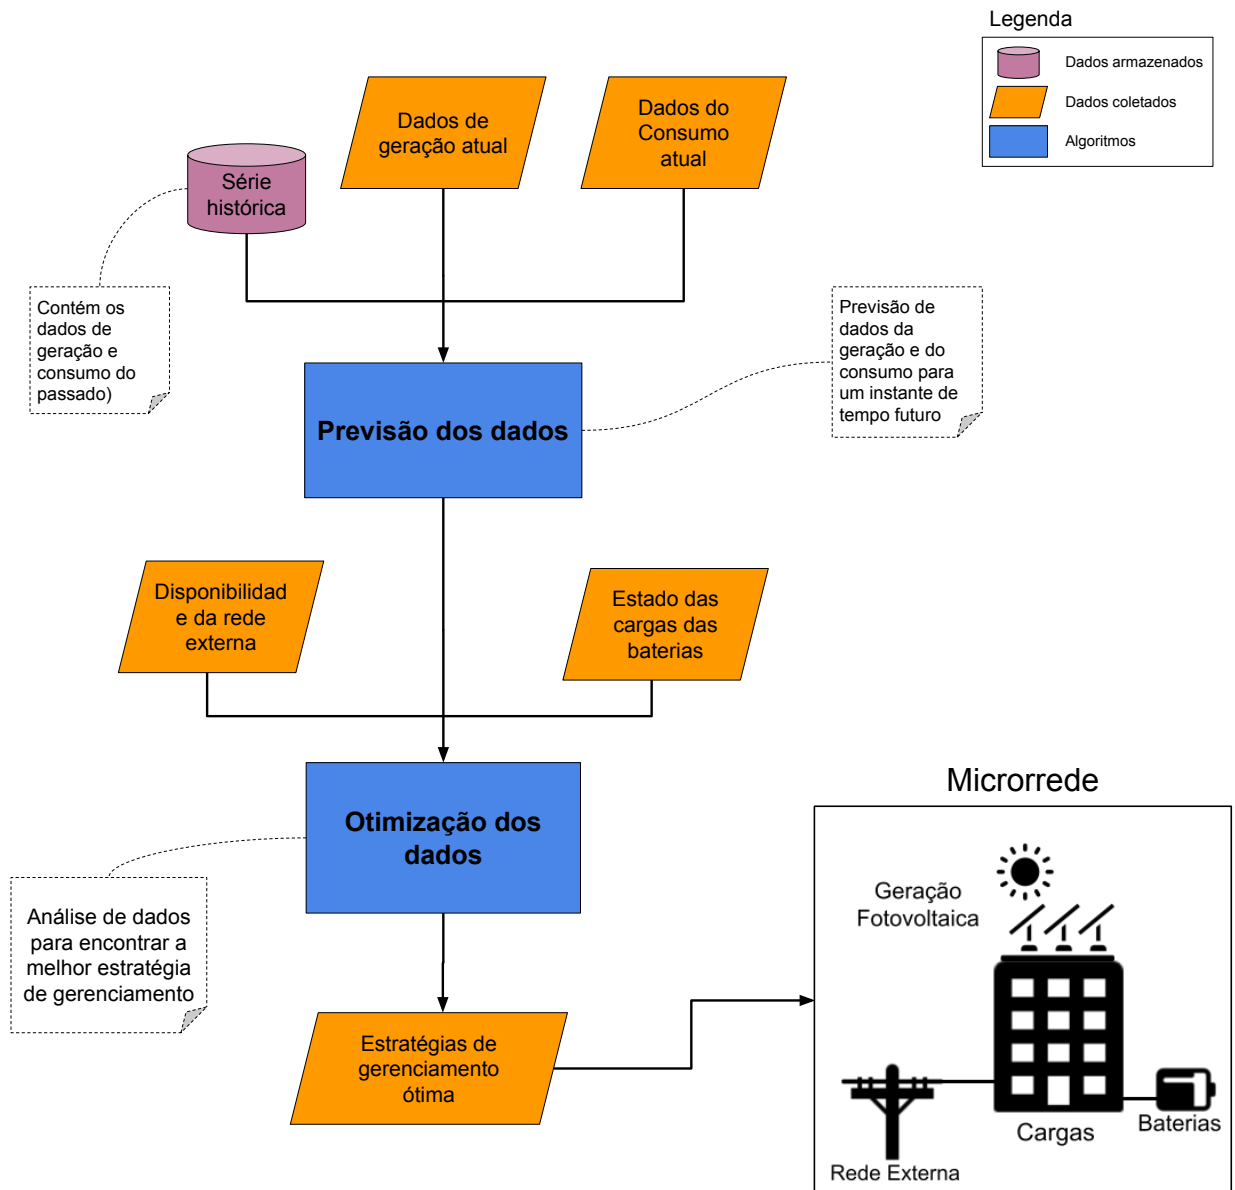 Legenda
Dados armazenados
Dados coletados
Algoritmos
Dados de
geração atual
Dados do
Consumo
atual
Série
histórica
Contém os
dados de
geração e
consumo do
passado)
Previsão de
dados da
geração e do
consumo para
um instante de
tempo futuro
Previsão dos dados
Disponibilidad
e da rede
externa
Estado das
cargas das
baterias
Otimização dos
dados
Análise de dados
para encontrar a
melhor estratégia
de gerenciamento
Estratégias de
gerenciamento
ótima
Microrrede
Geração
Fotovoltaica
Cargas
Baterias
Rede Externa